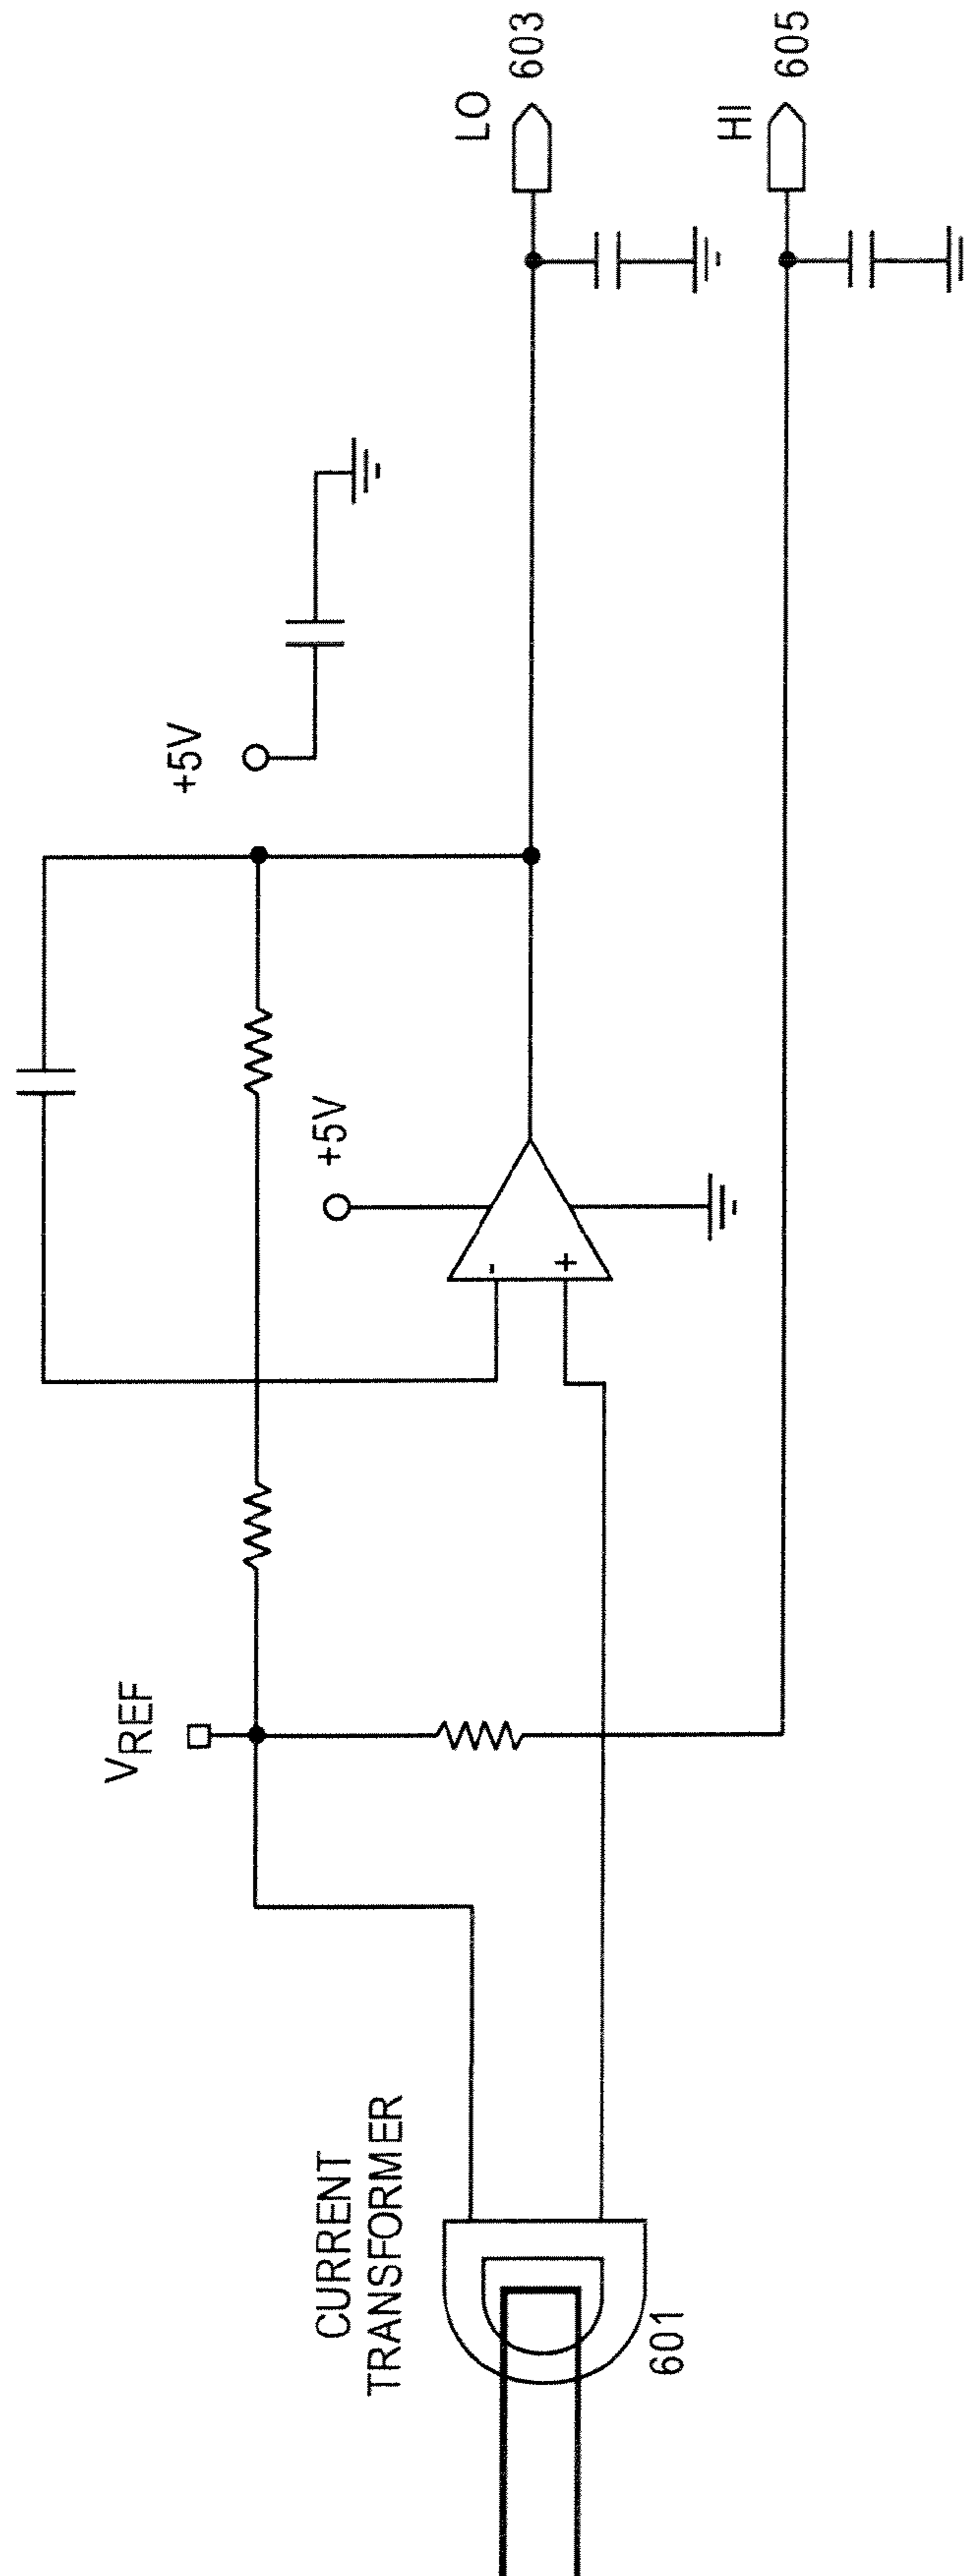 CURRENT
TRANSFORMER
601
VREF
+5V
-
+
+5V
LO
603
HI
605